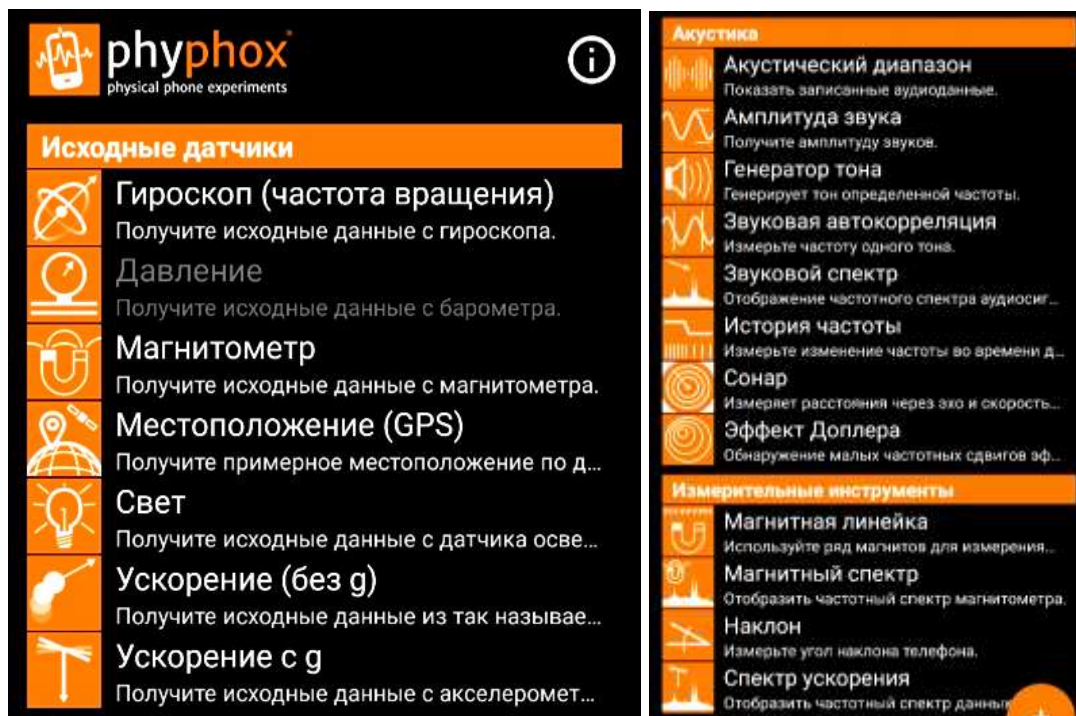 phyphox
physical phone experiments
Исходные датчики
Гироскоп (частота вращения)
Получите исходные данные с гироскопа.
Давление
Получите исходные данные с барометра.
Магнитометр
Получите исходные данные с магнитометра.
Местоположение (GPS)
Получите примерное местоположение по д...
Свет
Получите исходные данные с датчика осве...
Ускорение (без g)
Получите исходные данные из так называе...
Ускорение с g
Получите исходные данные с акселеромет...
Акустика
Акустический диапазон
Показать записанные аудиоданные.
Амплитуда звука
Получите амплитуду звуков.
Генератор тона
Генерирует тон определенной частоты.
Звуковая автокорреляция
Измерьте частоту одного тона.
Звуковой спектр
Отображение частотного спектра аудиосиг...
История частоты
Измерьте изменение частоты во времени д...
Сонар
Измеряет расстояния через эхо и скорость...
Эффект Доплера
Обнаружение малых частотных сдвигов эф...
Измерительные инструменты
Магнитная линейка
Используйте ряд магнитов для измерения...
Магнитный спектр
Отобразить частотный спектр магнитометра.
Наклон
Измерьте угол наклона телефона.
Спектр ускорения
Отобразить частотный спектр данны